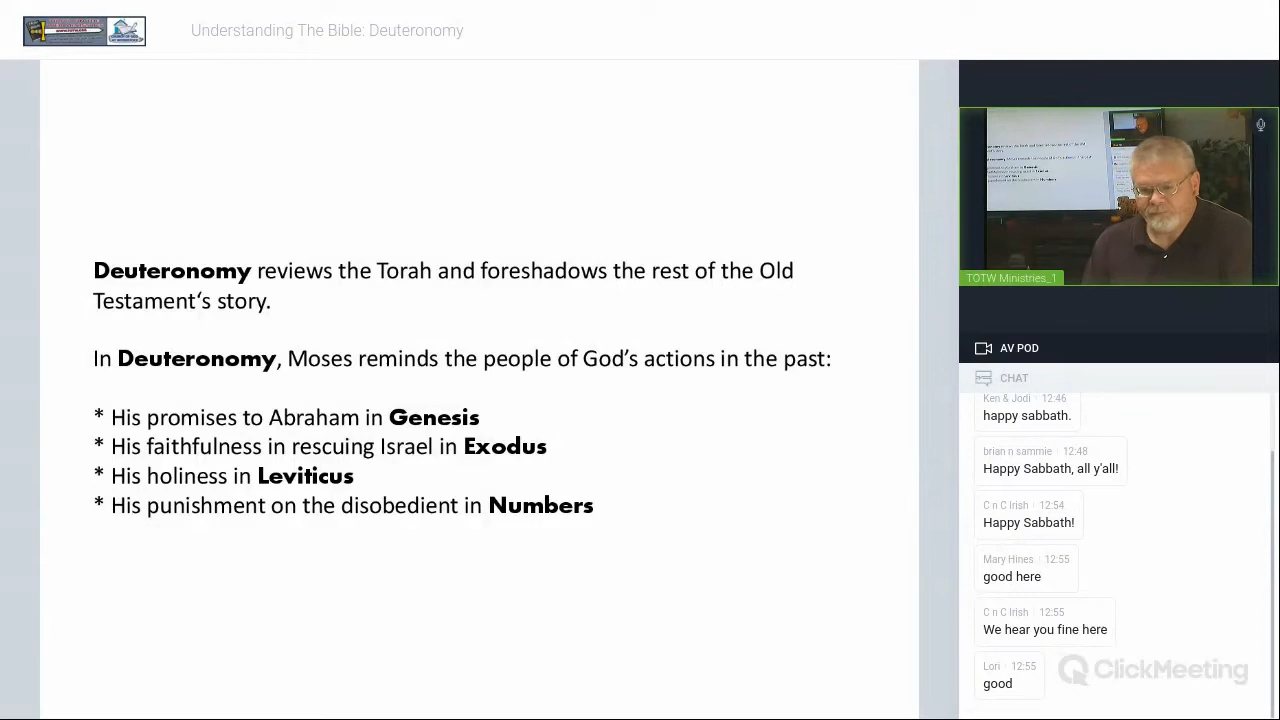 Understanding The Bible: Deuteronomy
Deuteronomy reviews the Torah and foreshadows the rest of the Old
Testament‘s story.
In Deuteronomy, Moses reminds the people of God’s actions in the past:
* His promises to Abraham in Genesis
* His faithfulness in rescuing Israel in Exodus
* His holiness in Leviticus
* His punishment on the disobedient in Numbers
TOTW Ministries_1
AV POD
CHAT
Ken & Jodi 12:46
happy sabbath.
brian n sammie 12:48
Happy Sabbath, all y'all!
C n C Irish 12:54
Happy Sabbath!
Mary Hines 12:55
good here
C n C Irish 12:55
We hear you fine here
Lori 12:55
good
ClickMeeting